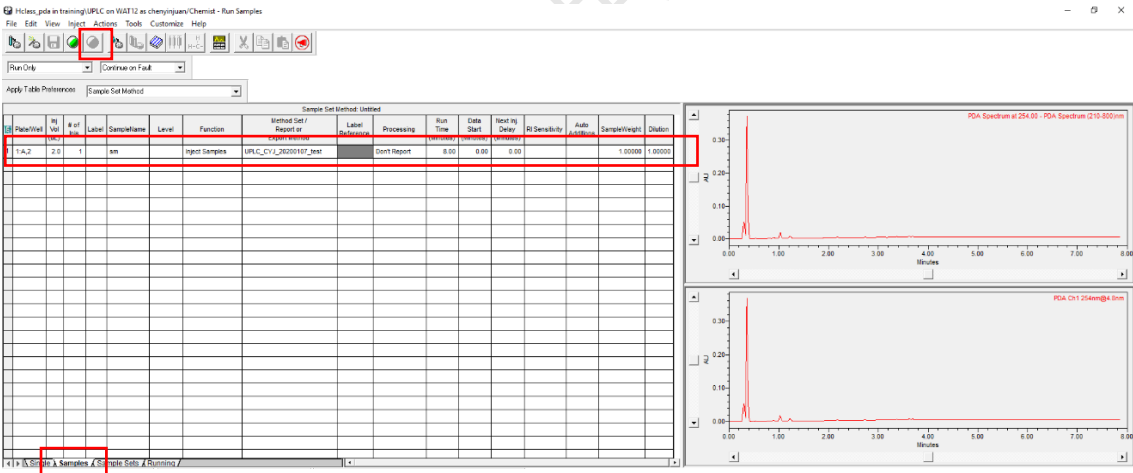 Hclass_pda in training\UPLC on WAT12 as chenyinjuan/Chemist - Run Samples
File Edit View Inject Actions Tools Customize Help
Run Only Continue on Fault
Apply Table Preferences Sample Set Method
Sample Set Method: Untitled
Plate/Well Inj Vol (uL) # of Injs Label SampleName Level Function Method Set / Report or Export Method Label Reference Processing Run Time (Minutes) Data Start (Minutes) Next Inj Delay (Minutes) RI Sensitivity Auto Additions SampleWeight Dilution
1 1:A,2 2.0 1 sm Inject Samples UPLC_CYJ_20200107_test Don't Report 8.00 0.00 0.00 1.00000 1.00000
Single Samples Sample Sets Running
PDA Spectrum at 254.00 - PDA Spectrum (210-800)nm
AU
0.30
0.20
0.10
0.00
0.00 1.00 2.00 3.00 4.00 5.00 6.00 7.00 8.00
Minutes
PDA Ch1 254nm@4.8nm
AU
0.30
0.20
0.10
0.00
0.00 1.00 2.00 3.00 4.00 5.00 6.00 7.00 8.00
Minutes